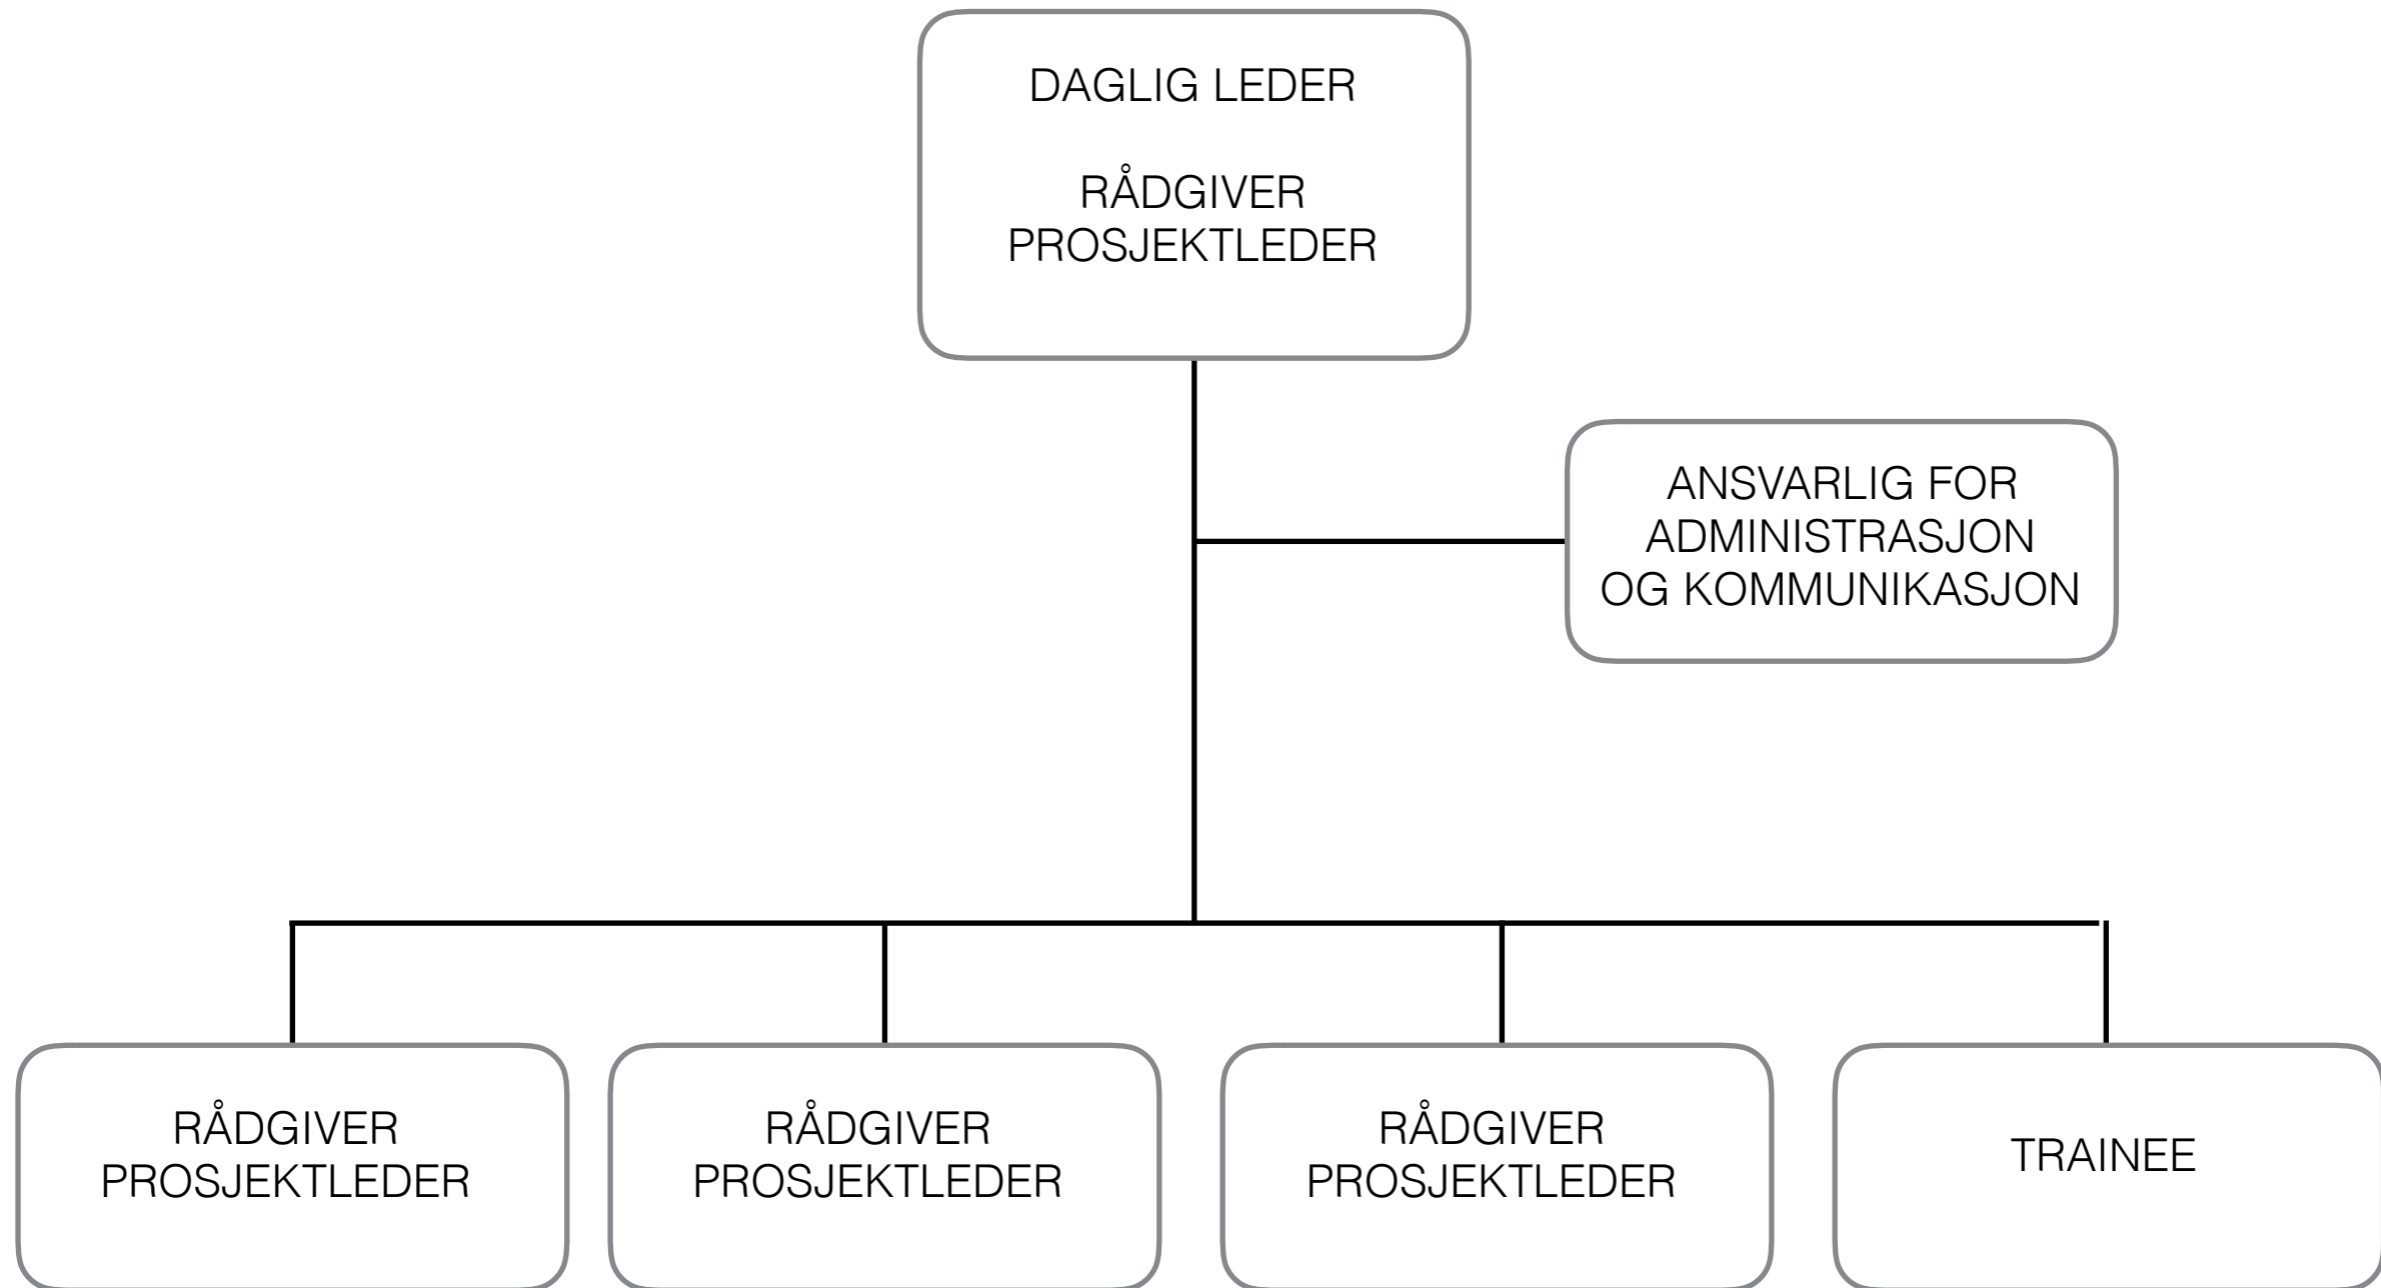 DAGLIG LEDER
RÅDGIVER
PROSJEKTLEDER
ANSVARLIG FOR
ADMINISTRASJON
OG KOMMUNIKASJON
RÅDGIVER
PROSJEKTLEDER
RÅDGIVER
PROSJEKTLEDER
RÅDGIVER
PROSJEKTLEDER
TRAINEE